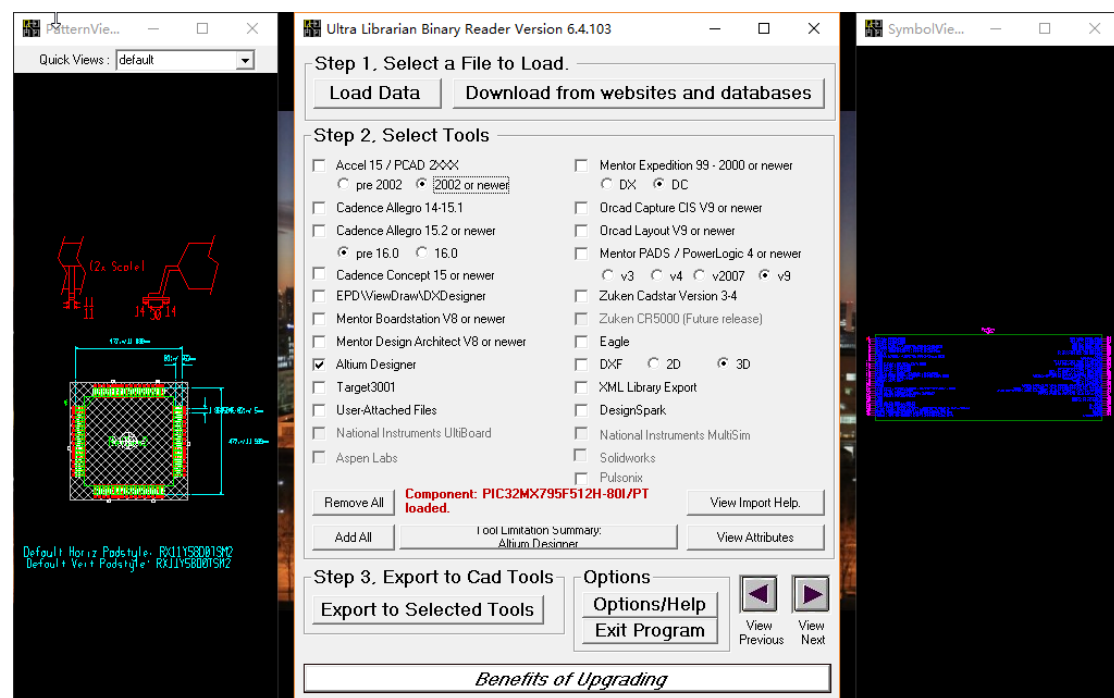 PatternVie...
Quick Views : default
(2x Scale)
Default Horiz Padstyle: RX11Y58D0TSM2
Default Vert Padstyle: RX11Y58D0TSM2
Ultra Librarian Binary Reader Version 6.4.103
Step 1, Select a File to Load.
Load Data
Download from websites and databases
Step 2, Select Tools
Accel 15 / PCAD 2XXX
pre 2002
2002 or newer
Cadence Allegro 14-15.1
Cadence Allegro 15.2 or newer
pre 16.0
16.0
Cadence Concept 15 or newer
EPD\ViewDraw\DXDesigner
Mentor Boardstation V8 or newer
Mentor Design Architect V8 or newer
Altium Designer
Target3001
User-Attached Files
National Instruments UltiBoard
Aspen Labs
Mentor Expedition 99 - 2000 or newer
DX
DC
Orcad Capture CIS V9 or newer
Orcad Layout V9 or newer
Mentor PADS / PowerLogic 4 or newer
v3
v4
v2007
v9
Zuken Cadstar Version 3-4
Zuken CR5000 (Future release)
Eagle
DXF
2D
3D
XML Library Export
DesignSpark
National Instruments MultiSim
Solidworks
Pulsonix
Remove All
Component: PIC32MX795F512H-80I/PT
loaded.
View Import Help.
Add All
Tool Limitation Summary:
Altium Designer
View Attributes
Step 3, Export to Cad Tools
Export to Selected Tools
Options
Options/Help
Exit Program
View
Previous
View
Next
Benefits of Upgrading
SymbolVie...